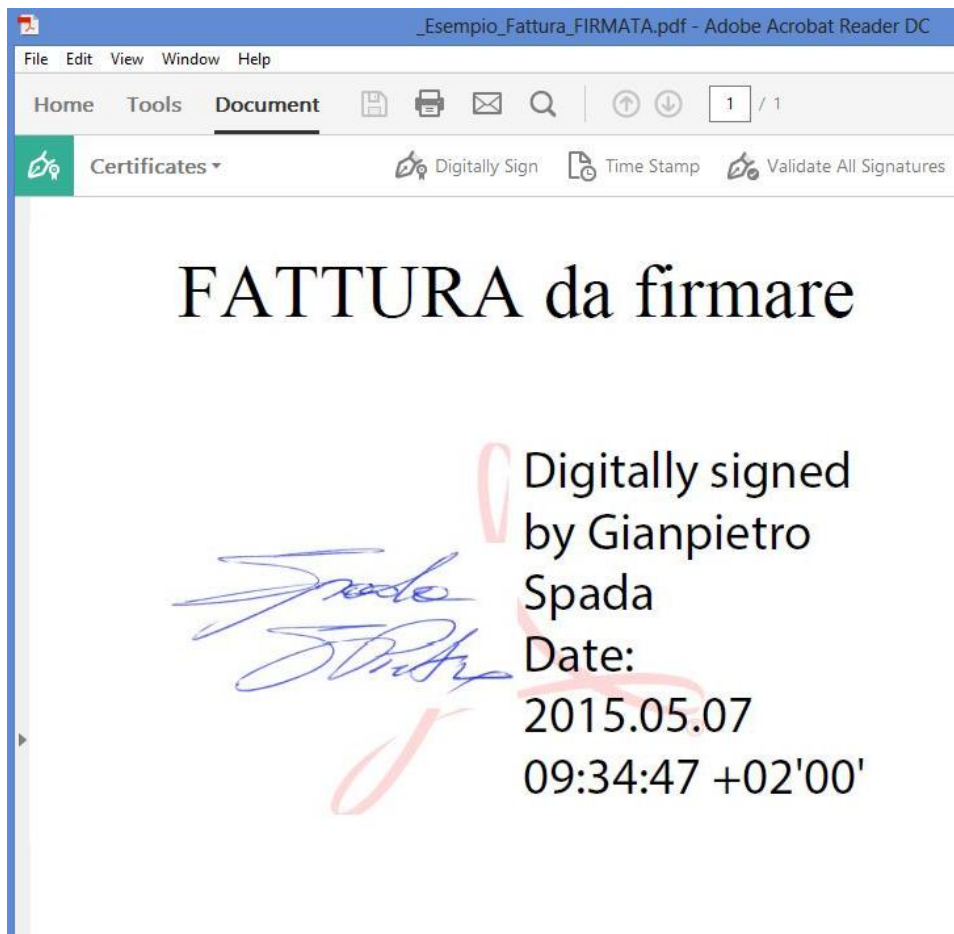 _Esempio_Fattura_FIRMATA.pdf - Adobe Acrobat Reader DC
File Edit View Window Help
Home Tools Document 1 / 1
Certificates Digitally Sign Time Stamp Validate All Signatures
FATTURA da firmare
Digitally signed
by Gianpietro
Spada
Date:
2015.05.07
09:34:47 +02'00'
Spada